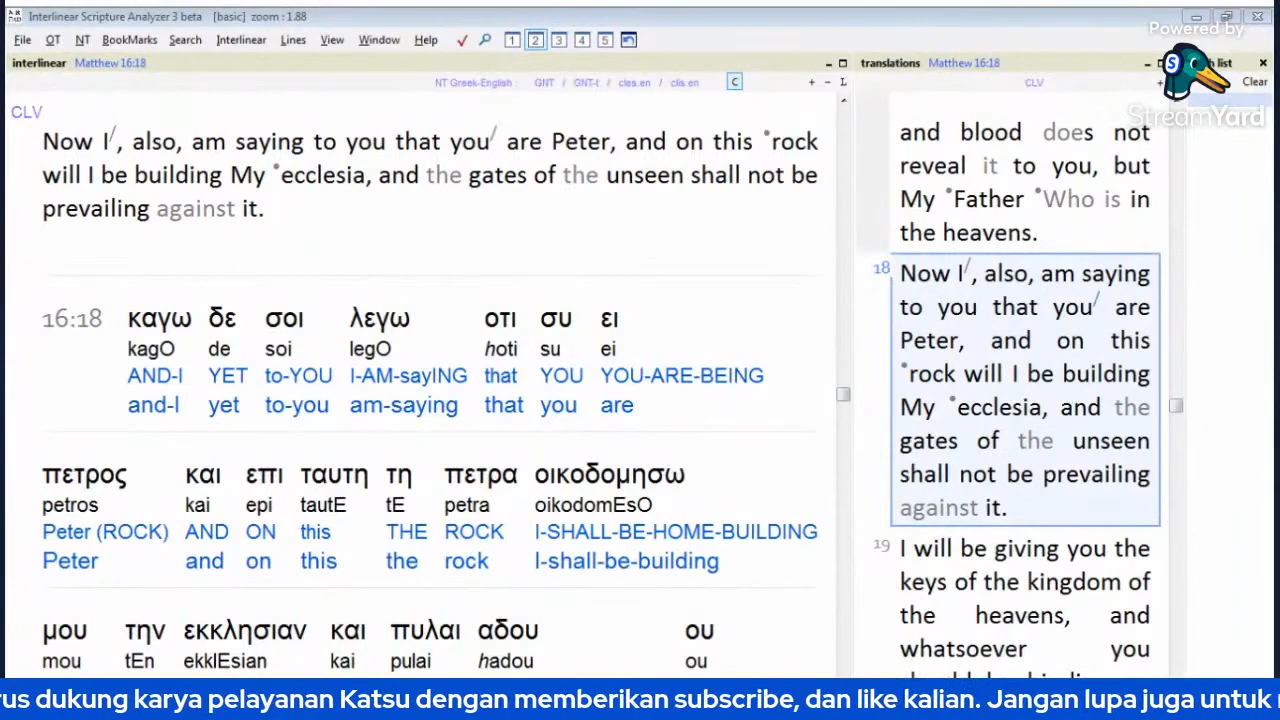 Interlinear Scripture Analyzer 3 beta [basic] zoom : 1.88
File OT NT BookMarks Search Interlinear Lines View Window Help 1 2 3 4 5
Powered by
StreamYard
interlinear Matthew 16:18
NT Greek-English : GNT / GNT-t / cles.en / clis.en C + − L
CLV
Now I/, also, am saying to you that you/ are Peter, and on this •rock
will I be building My •ecclesia, and the gates of the unseen shall not be
prevailing against it.
16:18 καγω δε σοι λεγω οτι συ ει
kagO de soi legO hoti su ei
AND-I YET to-YOU I-AM-sayING that YOU YOU-ARE-BEING
and-I yet to-you am-saying that you are
πετρος και επι ταυτη τη πετρα οικοδομησω
petros kai epi tautE tE petra oikodomEsO
Peter (ROCK) AND ON this THE ROCK I-SHALL-BE-HOME-BUILDING
Peter and on this the rock I-shall-be-building
μου την εκκλησιαν και πυλαι αδου ου
mou tEn ekklEsian kai pulai hadou ou
translations Matthew 16:18
list
Clear
CLV
and blood does not
reveal it to you, but
My •Father •Who is in
the heavens.
18 Now I/, also, am saying
to you that you/ are
Peter, and on this
•rock will I be building
My •ecclesia, and the
gates of the unseen
shall not be prevailing
against it.
19 I will be giving you the
keys of the kingdom of
the heavens, and
whatsoever you
rus dukung karya pelayanan Katsu dengan memberikan subscribe, dan like kalian. Jangan lupa juga untuk